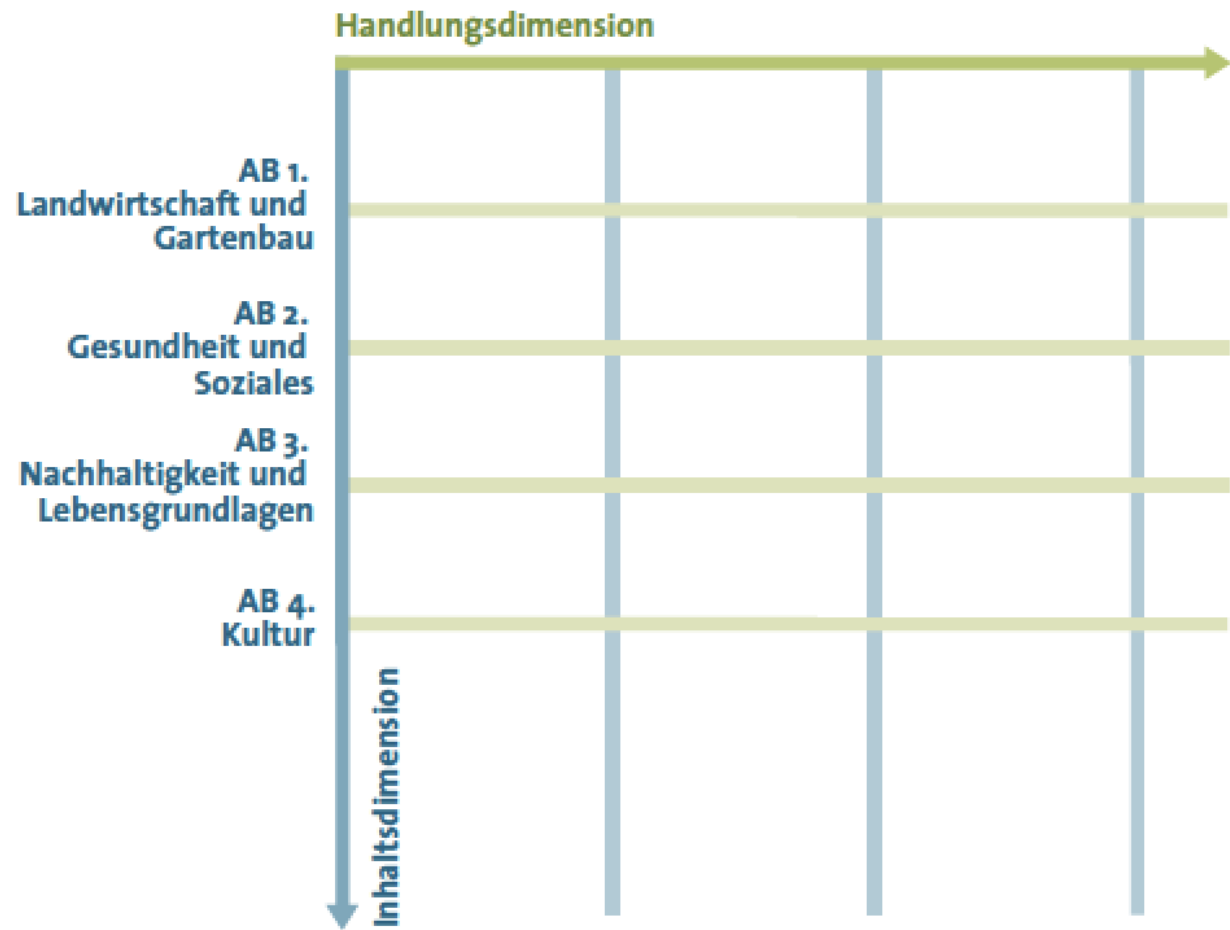 Handlungsdimension
AB 1.
Landwirtschaft und
Gartenbau
AB 2.
Gesundheit und
Soziales
AB 3.
Nachhaltigkeit und
Lebensgrundlagen
AB 4.
Kultur
Inhaltsdimension